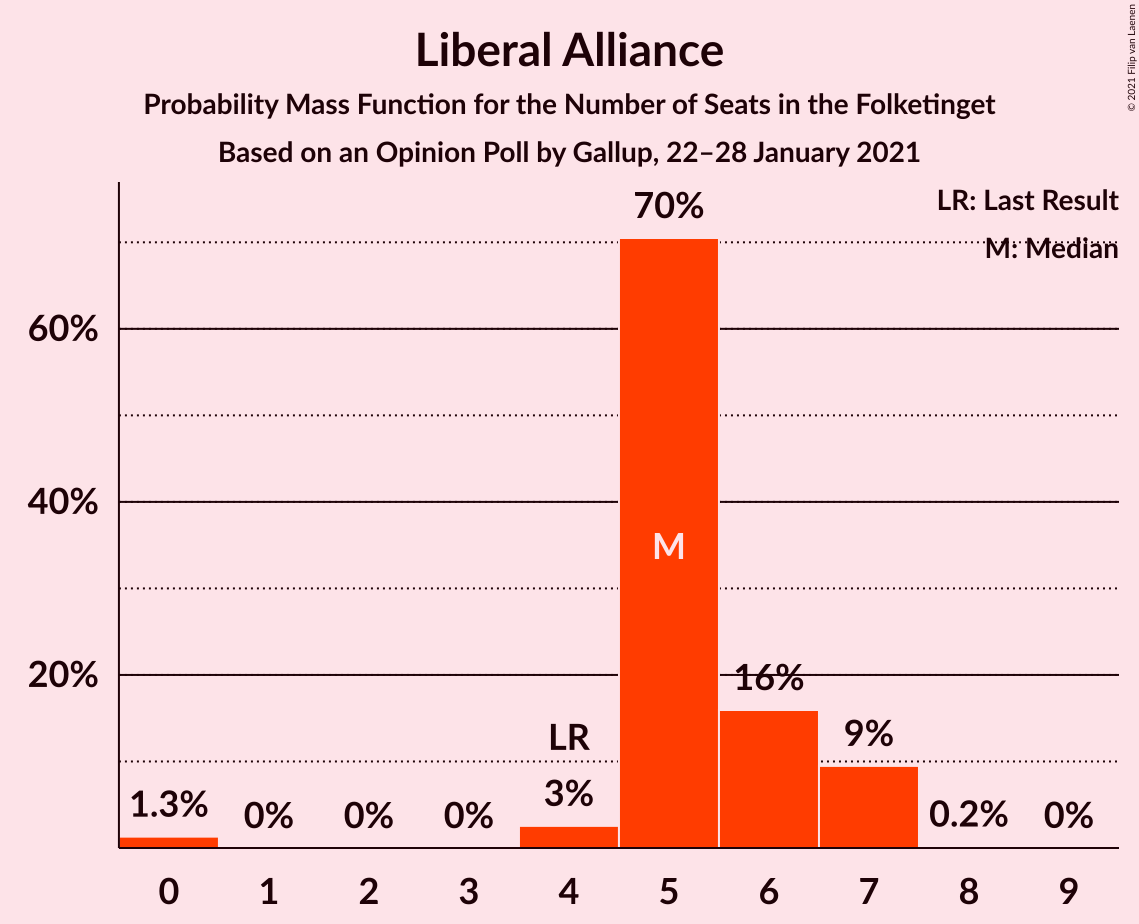 Liberal Alliance
Probability Mass Function for the Number of Seats in the Folketinget
Based on an Opinion Poll by Gallup, 22–28 January 2021
© 2021 Filip van Laenen
LR: Last Result
M: Median
70%
60%
40%
M
20%
16%
LR
9%
3%
1.3%
0%
0%
0%
0.2%
0%
0 1 2 3 4 5 6 7 8 9